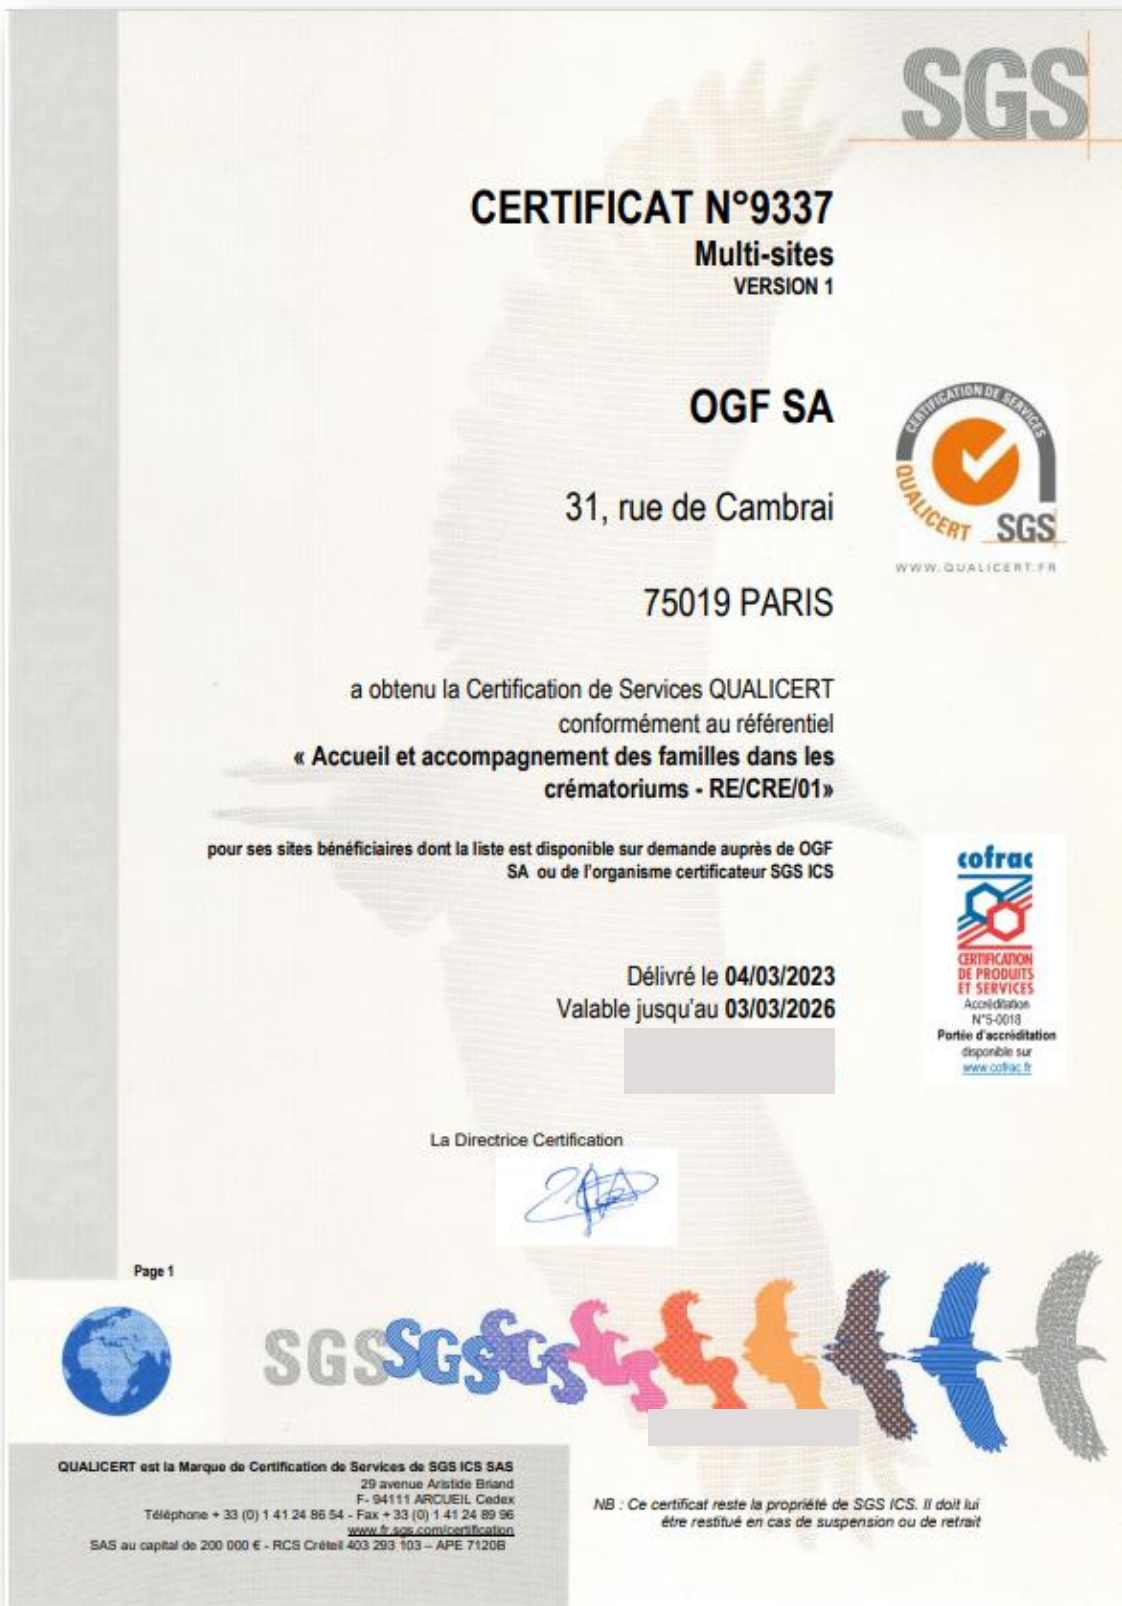 SGS
CERTIFICAT N°9337
Multi-sites
VERSION 1
OGF SA
CERTIFICATION DE SERVICES
QUALICERT
SGS
WWW.QUALICERT.FR
31, rue de Cambrai
75019 PARIS
a obtenu la Certification de Services QUALICERT
conformément au référentiel
« Accueil et accompagnement des familles dans les
crématoriums - RE/CRE/01»
pour ses sites bénéficiaires dont la liste est disponible sur demande auprès de OGF
SA ou de l'organisme certificateur SGS ICS
cofrac
CERTIFICATION
DE PRODUITS
ET SERVICES
Accréditation
N°5-0018
Portée d'accréditation
disponible sur
www.cofrac.fr
Délivré le 04/03/2023
Valable jusqu'au 03/03/2026
La Directrice Certification
Page 1
SGS SGS SGS
QUALICERT est la Marque de Certification de Services de SGS ICS SAS
29 avenue Aristide Briand
F- 94111 ARCUEIL Cedex
Téléphone + 33 (0) 1 41 24 86 54 - Fax + 33 (0) 1 41 24 89 96
www.fr.sgs.com/certification
SAS au capital de 200 000 € - RCS Créteil 403 293 103 – APE 7120B
NB : Ce certificat reste la propriété de SGS ICS. Il doit lui
être restitué en cas de suspension ou de retrait